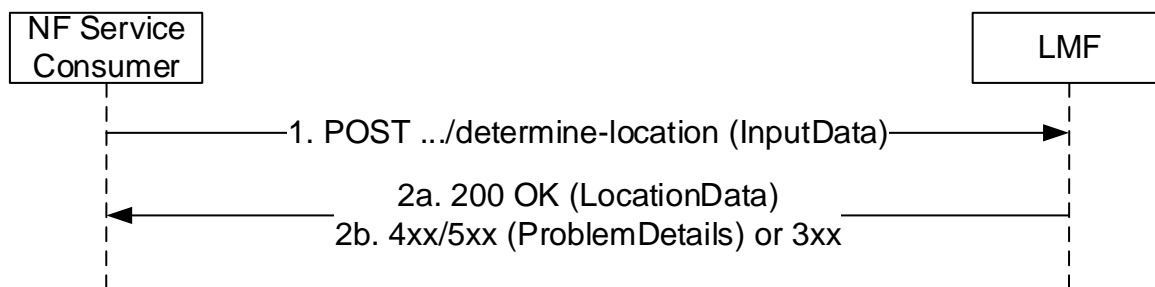 NF Service
Consumer
LMF
1. POST .../determine-location (InputData)
2a. 200 OK (LocationData)
2b. 4xx/5xx (ProblemDetails) or 3xx